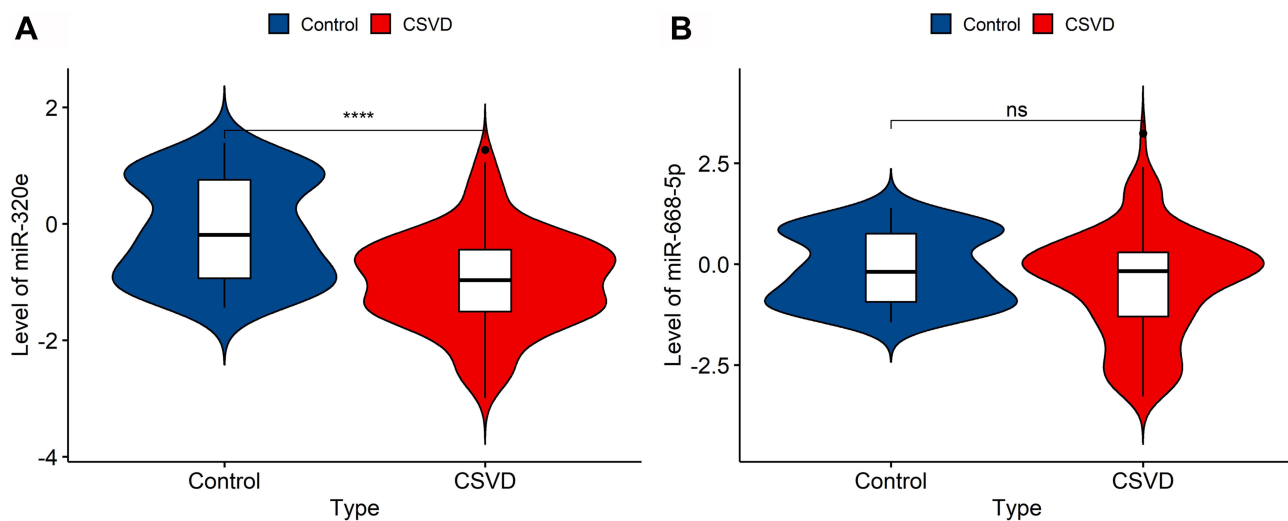 A
Control CSVD
Level of miR-320e
2
0
-2
-4
****
Control CSVD
Type
B
Control CSVD
Level of miR-668-5p
2.5
0.0
-2.5
ns
Control CSVD
Type